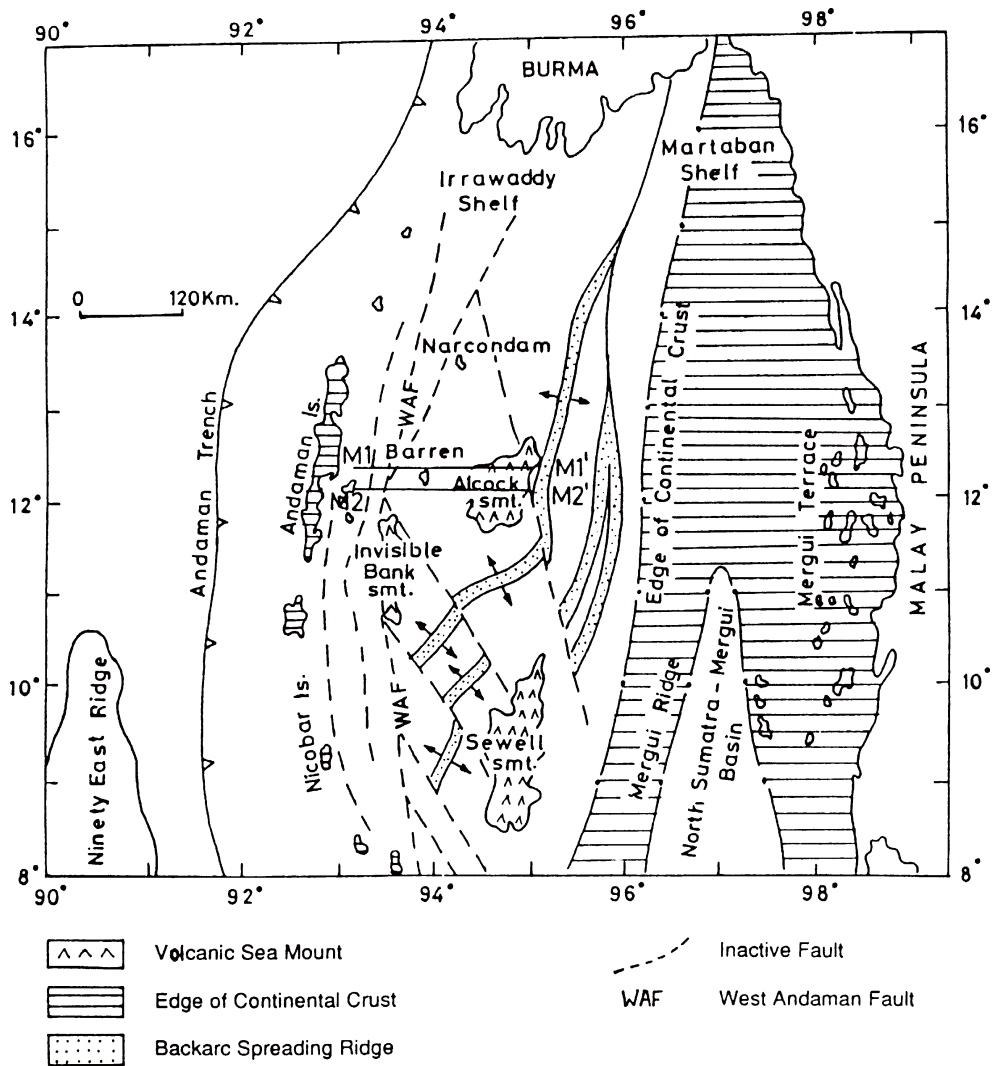 90°
92°
94°
96°
98°
BURMA
16°
16°
Martaban
Shelf
Irrawaddy
Shelf
0 120Km.
14°
14°
Narcondam
Andaman Trench
Andaman Is.
WAF
M1
Barren
M1'
Alcock
smt.
12°
12°
M2
M2'
Invisible
Bank
smt.
Edge of Continental Crust
Mergui Terrace
MALAY PENINSULA
10°
10°
Ninety East Ridge
Nicobar Is.
WAF
Sewell
smt.
Mergui Ridge
North Sumatra-Mergui
Basin
8°
8°
90°
92°
94°
96°
98°
Volcanic Sea Mount
Edge of Continental Crust
Backarc Spreading Ridge
Inactive Fault
WAF West Andaman Fault